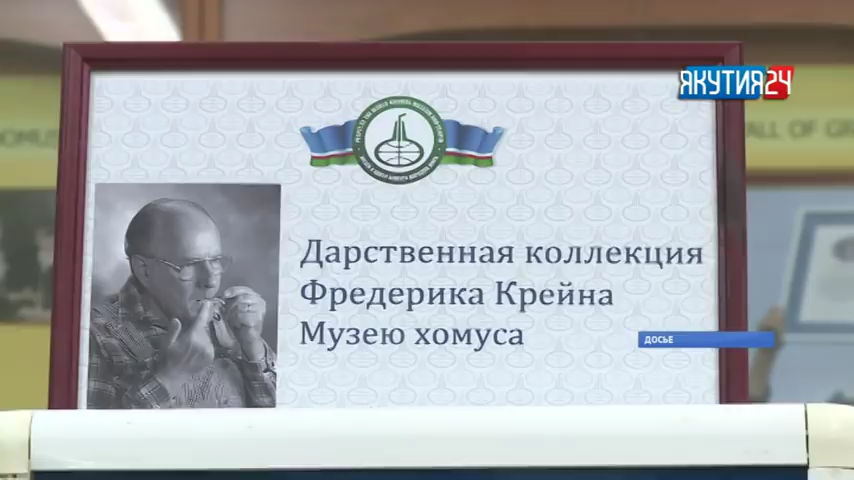 ЯКУТИЯ24
Дарственная коллекция
Фредерика Крейна
Музею хомуса
ДОСЬЕ